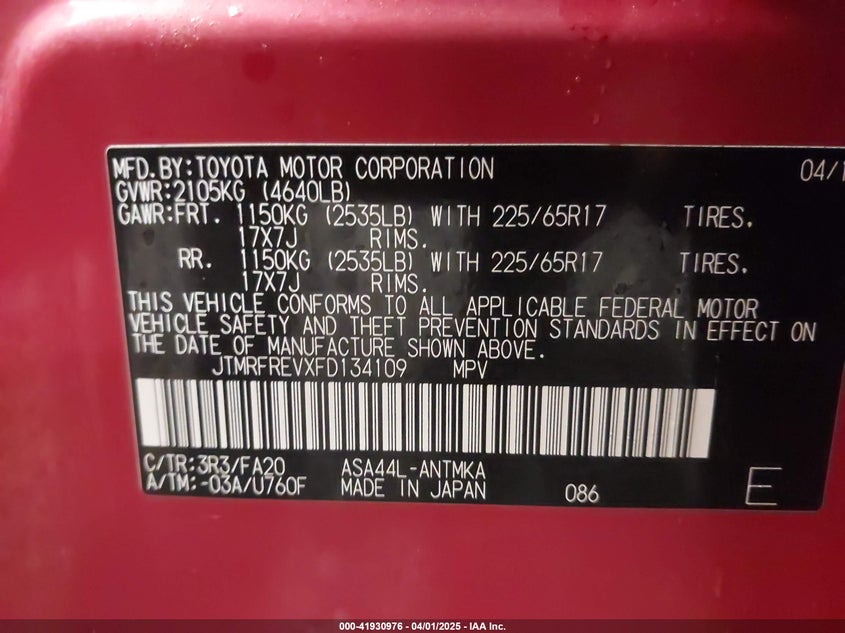 MFD.BY:TOYOTA MOTOR CORPORATION 04/1
GVWR:2105KG (4640LB)
GAWR:FRT. 1150KG (2535LB) WITH 225/65R17 TIRES.
17X7J RIMS.
RR. 1150KG (2535LB) WITH 225/65R17 TIRES.
17X7J RIMS.
THIS VEHICLE CONFORMS TO ALL APPLICABLE FEDERAL MOTOR
VEHICLE SAFETY AND THEFT PREVENTION STANDARDS IN EFFECT ON
THE DATE OF MANUFACTURE SHOWN ABOVE.
JTMRFREVXFD134109 MPV
C/TR:3R3/FA20 ASA44L-ANTMKA
A/TM:-03A/U760F MADE IN JAPAN 086 E
000-41930976 - 04/01/2025 - IAA Inc.